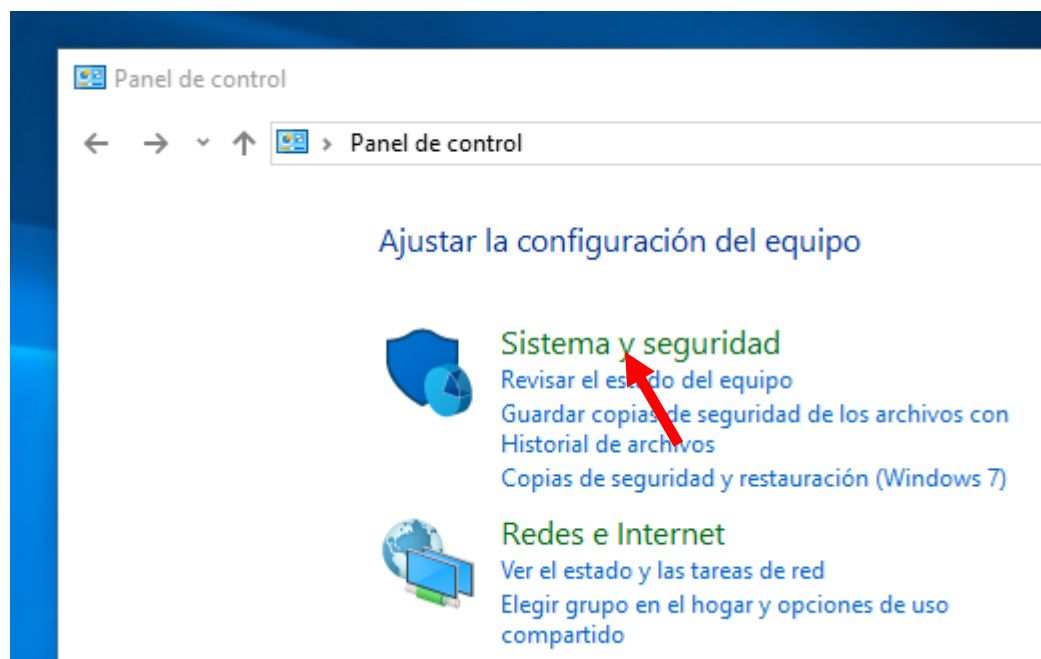 Panel de control
Panel de control
Ajustar la configuración del equipo
Sistema y seguridad
Revisar el estado del equipo
Guardar copias de seguridad de los archivos con
Historial de archivos
Copias de seguridad y restauración (Windows 7)
Redes e Internet
Ver el estado y las tareas de red
Elegir grupo en el hogar y opciones de uso
compartido